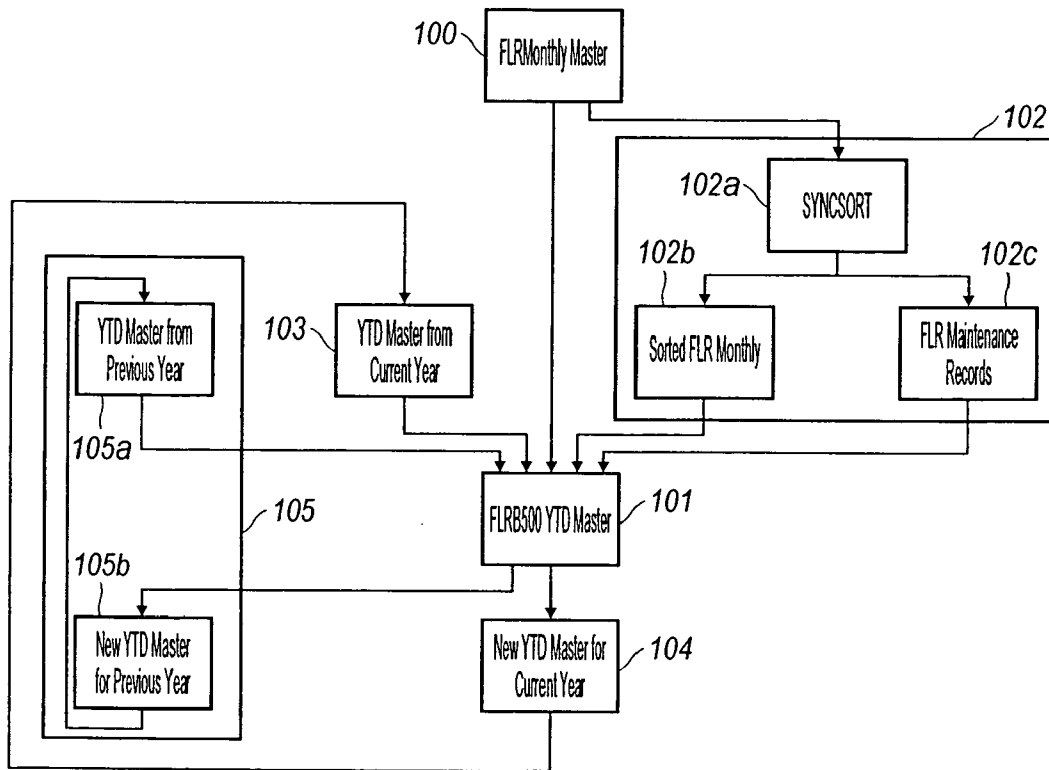 100
FLRMonthly Master
102
102a
SYNCSORT
102b
102c
103
YTD Master from
Previous Year
YTD Master from
Current Year
Sorted FLR Monthly
FLR Maintenance
Records
105a
101
FLRB500 YTD Master
105
105b
New YTD Master
for Previous Year
New YTD Master for
Current Year
104